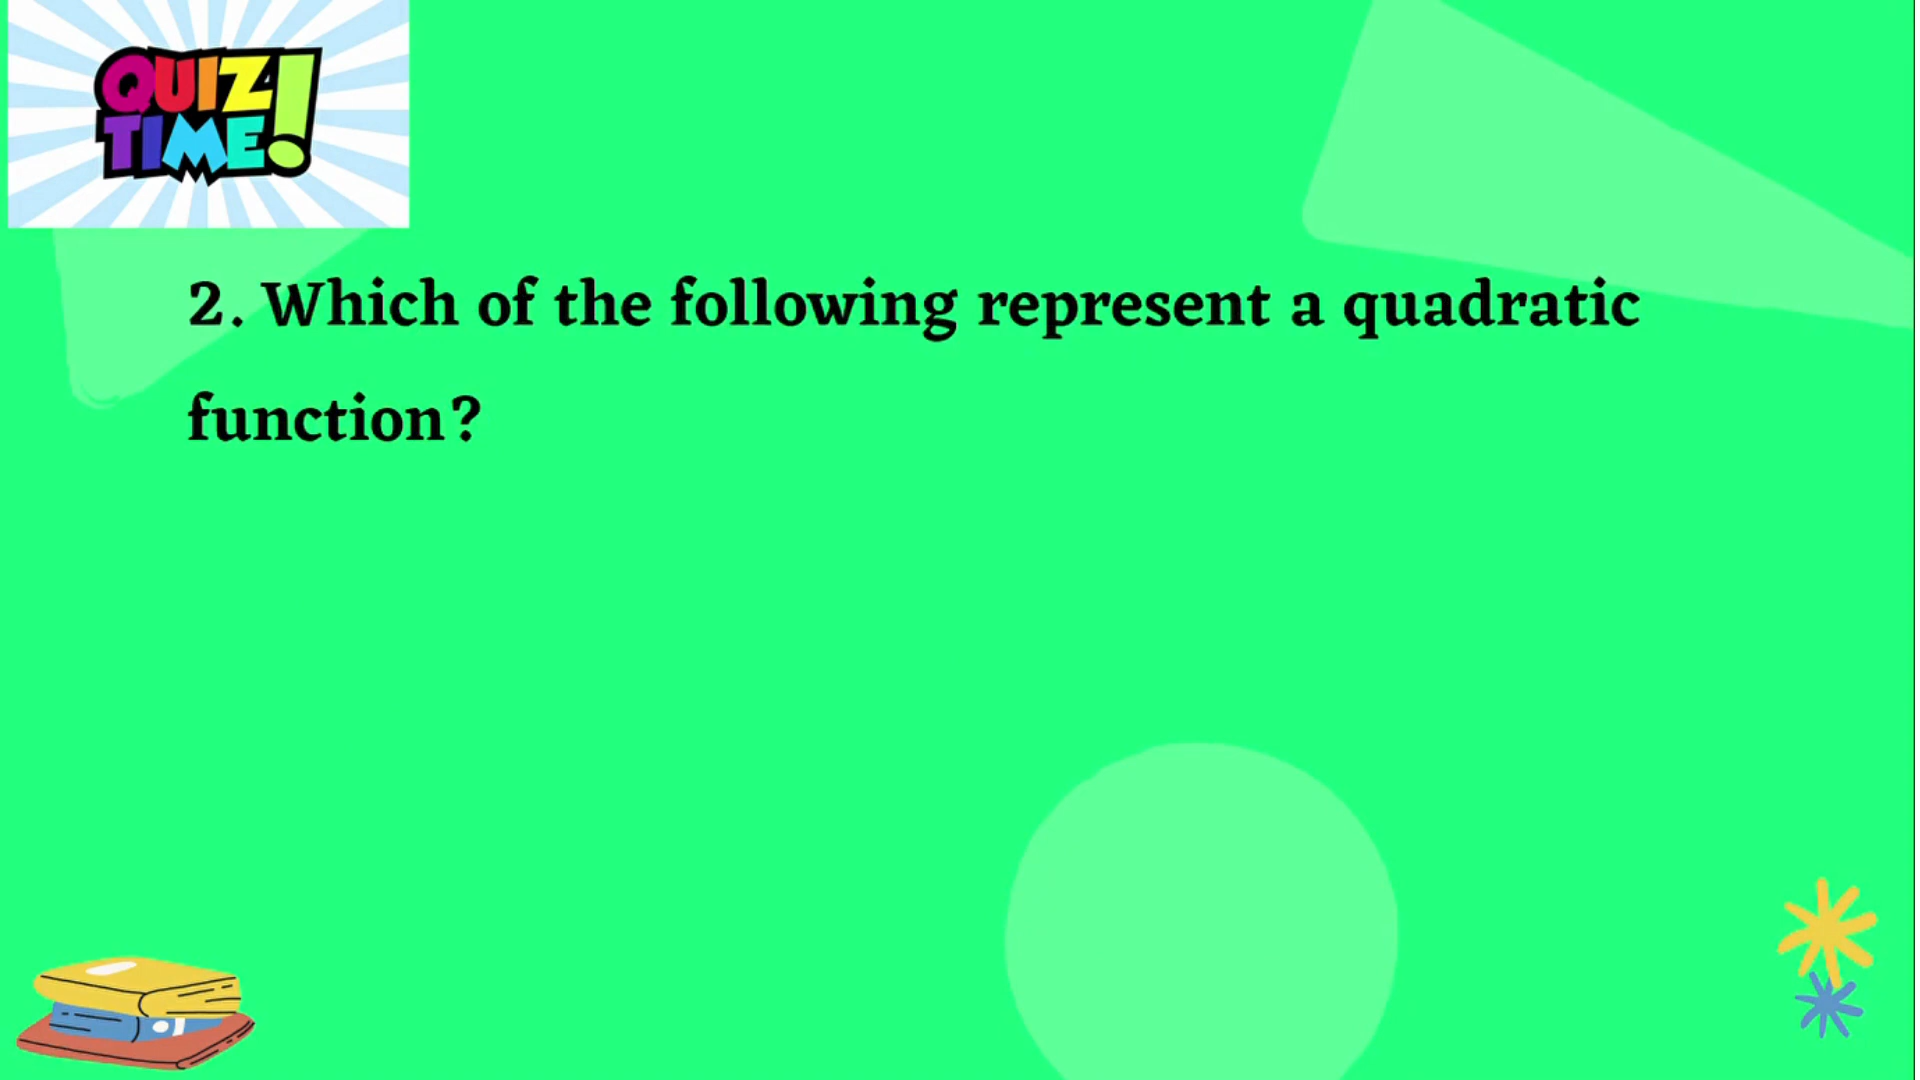 QUIZ
TIME!
2. Which of the following represent a quadratic
function?